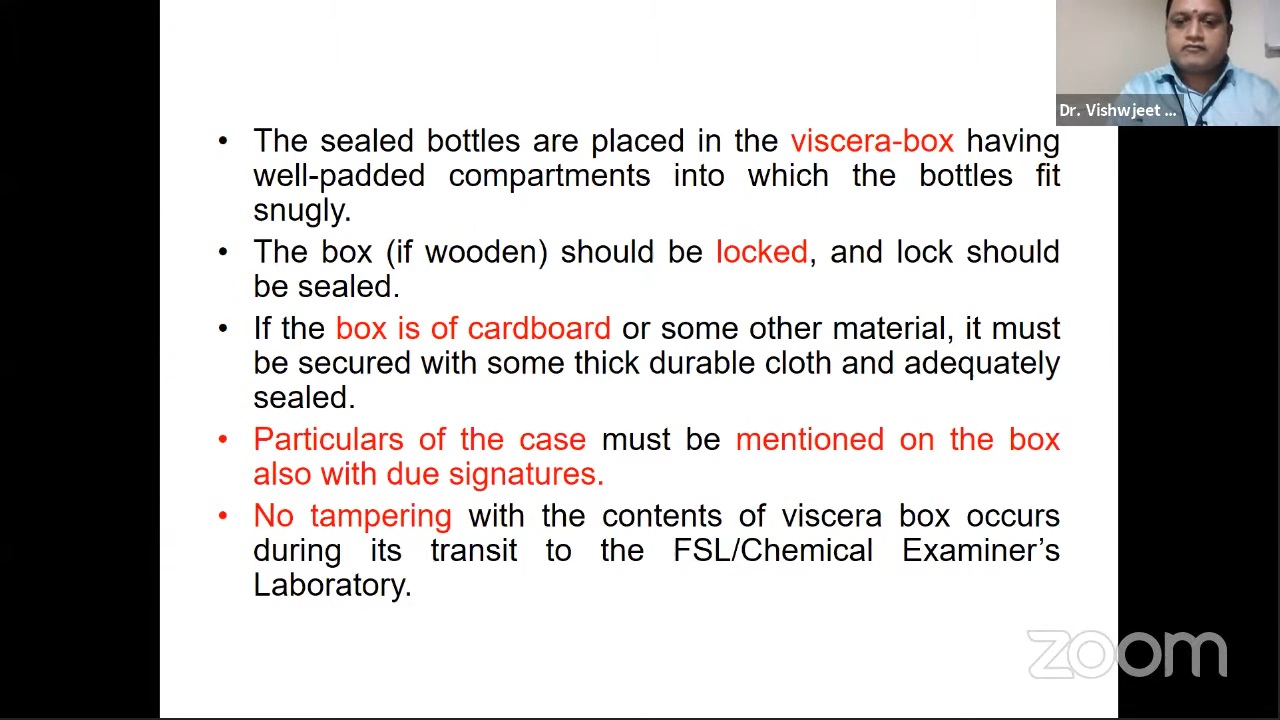 Dr. Vishwjeet ...
• The sealed bottles are placed in the viscera-box having
well-padded compartments into which the bottles fit
snugly.
• The box (if wooden) should be locked, and lock should
be sealed.
• If the box is of cardboard or some other material, it must
be secured with some thick durable cloth and adequately
sealed.
• Particulars of the case must be mentioned on the box
also with due signatures.
• No tampering with the contents of viscera box occurs
during its transit to the FSL/Chemical Examiner’s
Laboratory.
zoom